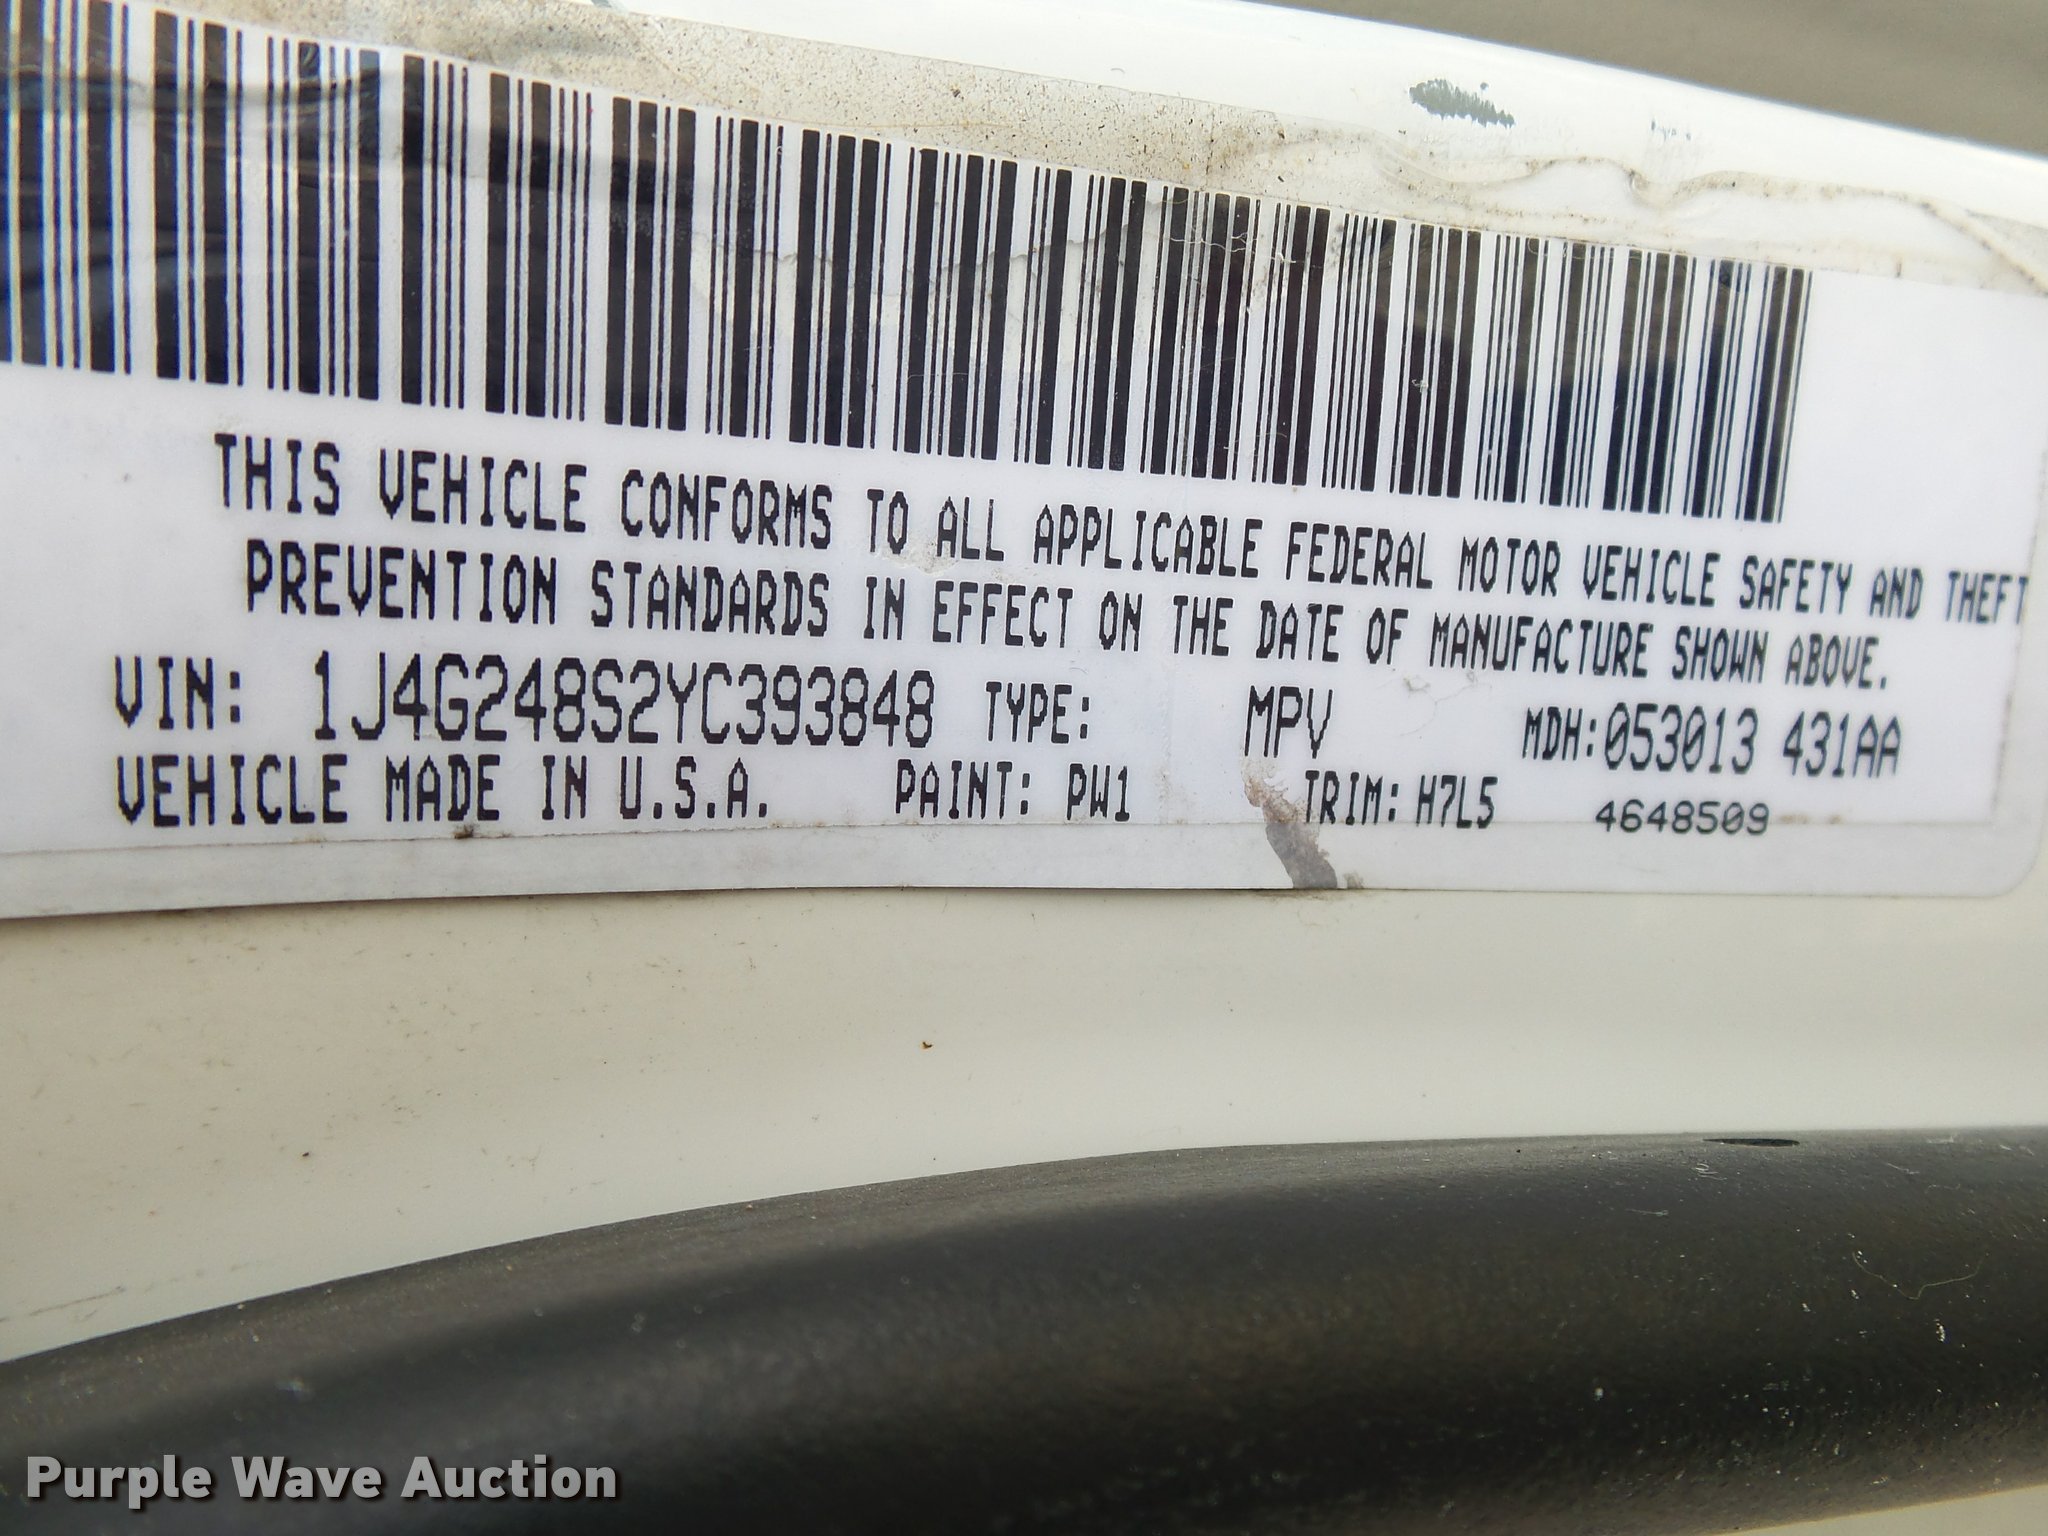 THIS VEHICLE CONFORMS TO ALL APPLICABLE FEDERAL MOTOR VEHICLE SAFETY AND THEFT
PREVENTION STANDARDS IN EFFECT ON THE DATE OF MANUFACTURE SHOWN ABOVE.
VIN: 1J4G248S2YC393848 TYPE: MPV MDH:053013 431AA
VEHICLE MADE IN U.S.A. PAINT: PW1 TRIM: H7L5 4648509
Purple Wave Auction